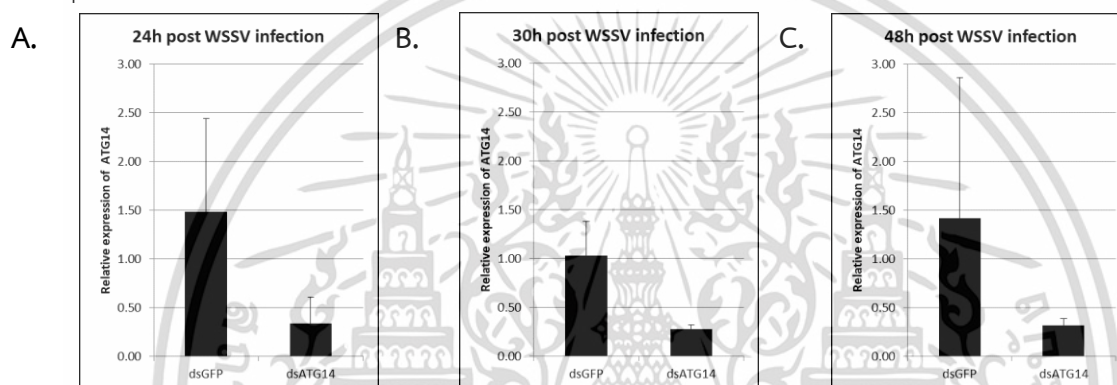 A.
24h post WSSV infection
Relative expression of ATG14
3.00
2.50
2.00
1.50
1.00
0.50
0.00
dsGFP dsATG14
B.
30h post WSSV infection
Relative expression of ATG14
3.00
2.50
2.00
1.50
1.00
0.50
0.00
dsGFP dsATG14
C.
48h post WSSV infection
Relative expression of ATG14
3.00
2.50
2.00
1.50
1.00
0.50
0.00
dsGFP dsATG14